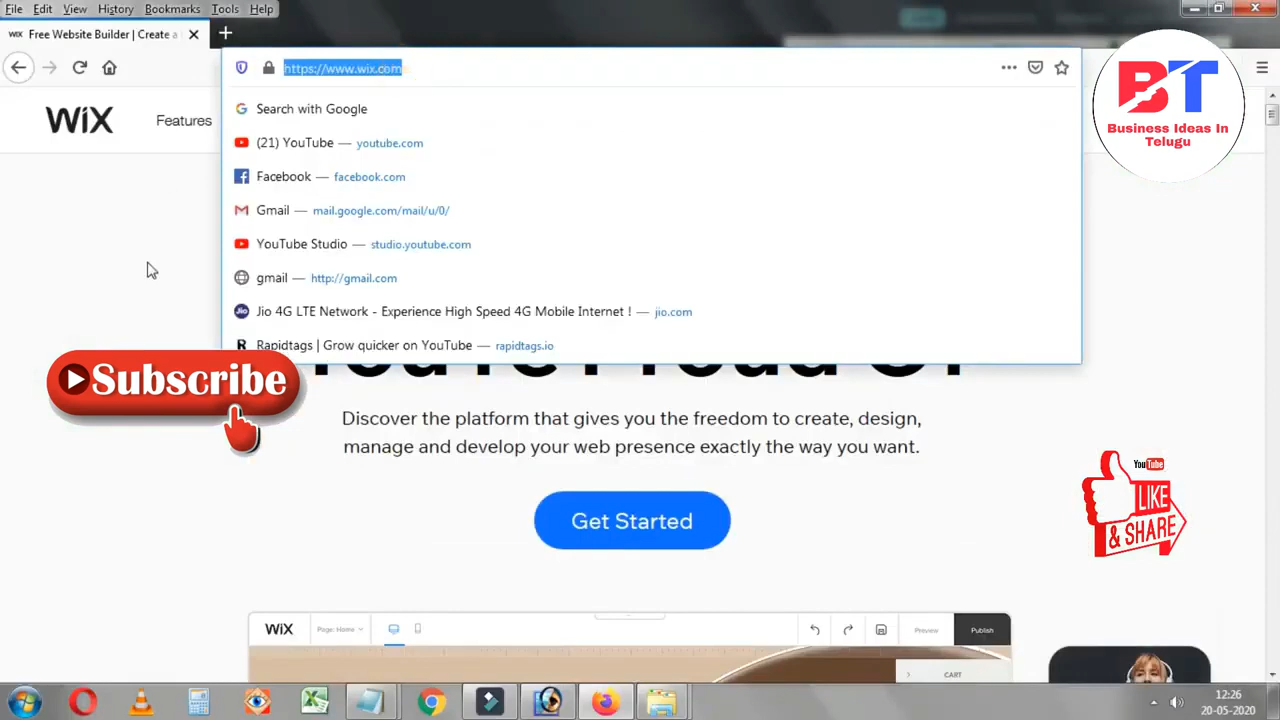 File Edit View History Bookmarks Tools Help
WiX Free Website Builder | Create a
https://www.wix.com
WiX Features
BT
Business Ideas In
Telugu
Search with Google
(21) YouTube — youtube.com
Facebook — facebook.com
Gmail — mail.google.com/mail/u/0/
YouTube Studio — studio.youtube.com
gmail — http://gmail.com
Jio 4G LTE Network - Experience High Speed 4G Mobile Internet ! — jio.com
Rapidtags | Grow quicker on YouTube — rapidtags.io
Subscribe
Discover the platform that gives you the freedom to create, design,
manage and develop your web presence exactly the way you want.
Get Started
YouTube
LIKE
& SHARE
WiX Page: Home Preview Publish
CART
12:26
20-05-2020